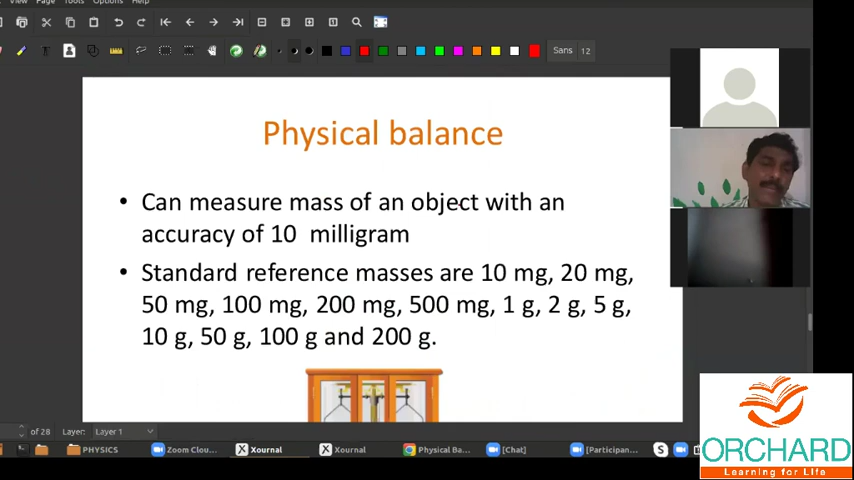 Page Tools Options Help
Sans 12
Physical balance
• Can measure mass of an object with an
accuracy of 10 milligram
• Standard reference masses are 10 mg, 20 mg,
50 mg, 100 mg, 200 mg, 500 mg, 1 g, 2 g, 5 g,
10 g, 50 g, 100 g and 200 g.
of 28 Layer: Layer 1
PHYSICS Zoom Clou... Xournal Xournal Physical Ba... [Chat] [Participan...
ORCHARD
Learning for Life